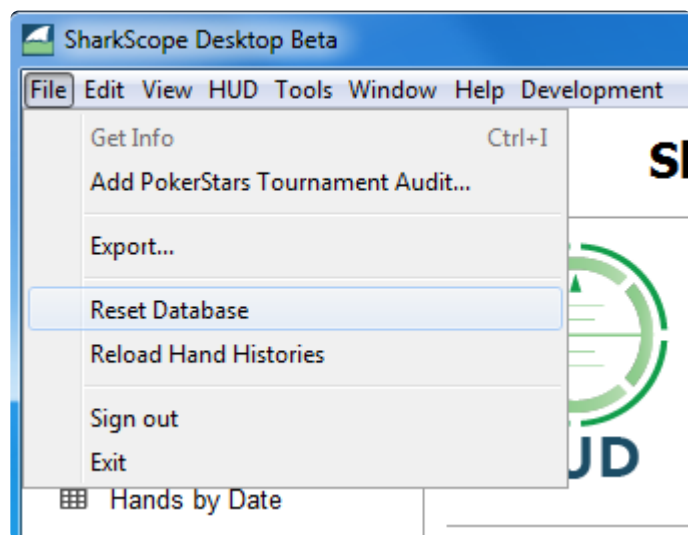 SharkScope Desktop Beta
File Edit View HUD Tools Window Help Development
Get Info Ctrl+I
Add PokerStars Tournament Audit...
Export...
Reset Database
Reload Hand Histories
Sign out
Exit
Hands by Date